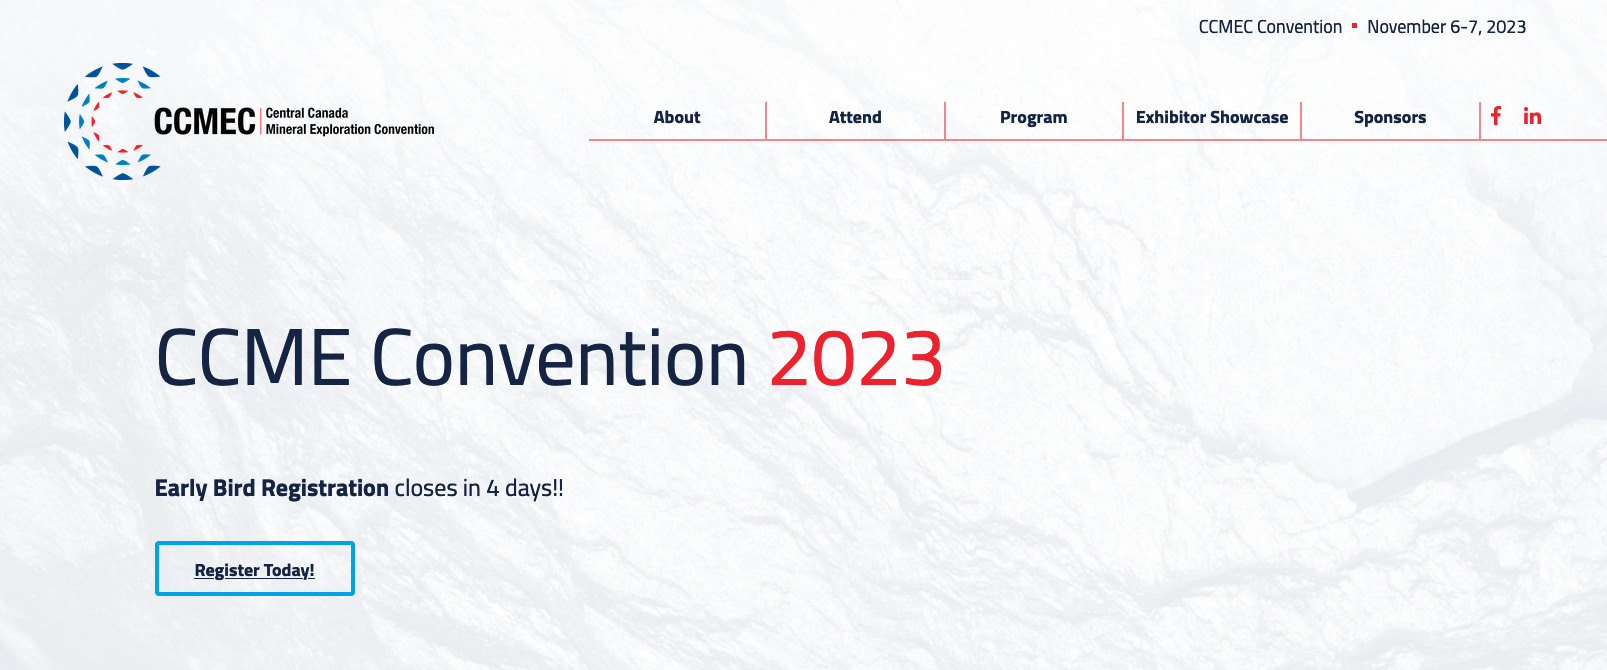 CCMEC Convention ▪ November 6-7, 2023
CCMEC
Central Canada
Mineral Exploration Convention
About
Attend
Program
Exhibitor Showcase
Sponsors
CCME Convention 2023
Early Bird Registration closes in 4 days!!
Register Today!